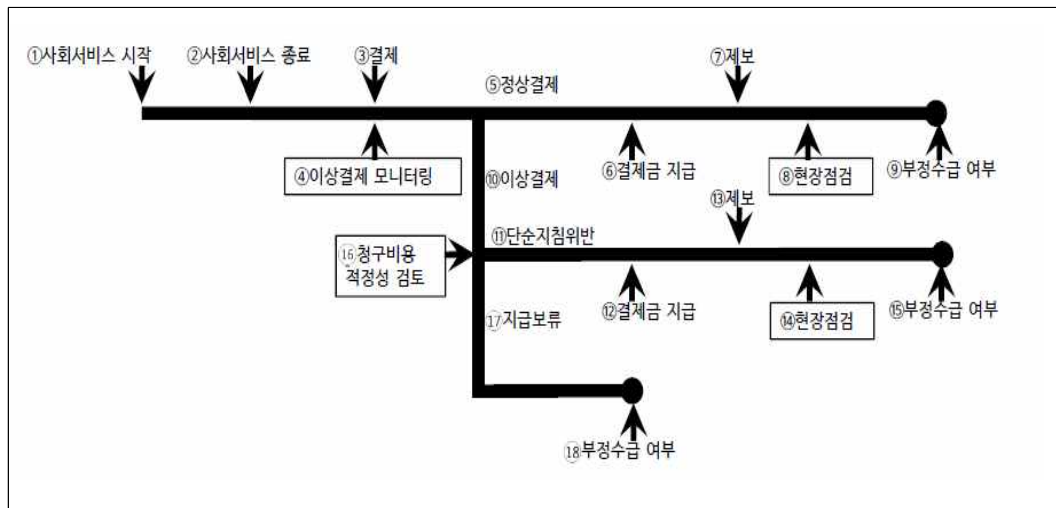 ①사회서비스 시작
②사회서비스 종료
③결제
④이상결제 모니터링
⑤정상결제
⑥결제금 지급
⑦제보
⑧현장점검
⑨부정수급 여부
⑩이상결제
⑪단순지침위반
⑫결제금 지급
⑬제보
⑭현장점검
⑮부정수급 여부
⑯청구비용
적정성 검토
⑰지급보류
⑱부정수급 여부